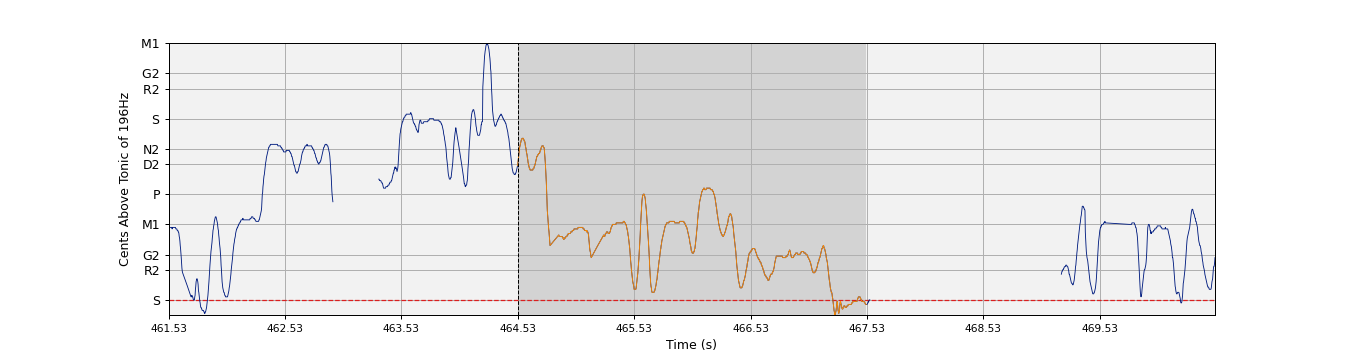 M1
G2
R2
S
N2
D2
P
M1
G2
R2
S
Cents Above Tonic of 196Hz
461.53 462.53 463.53 464.53 465.53 466.53 467.53 468.53 469.53
Time (s)